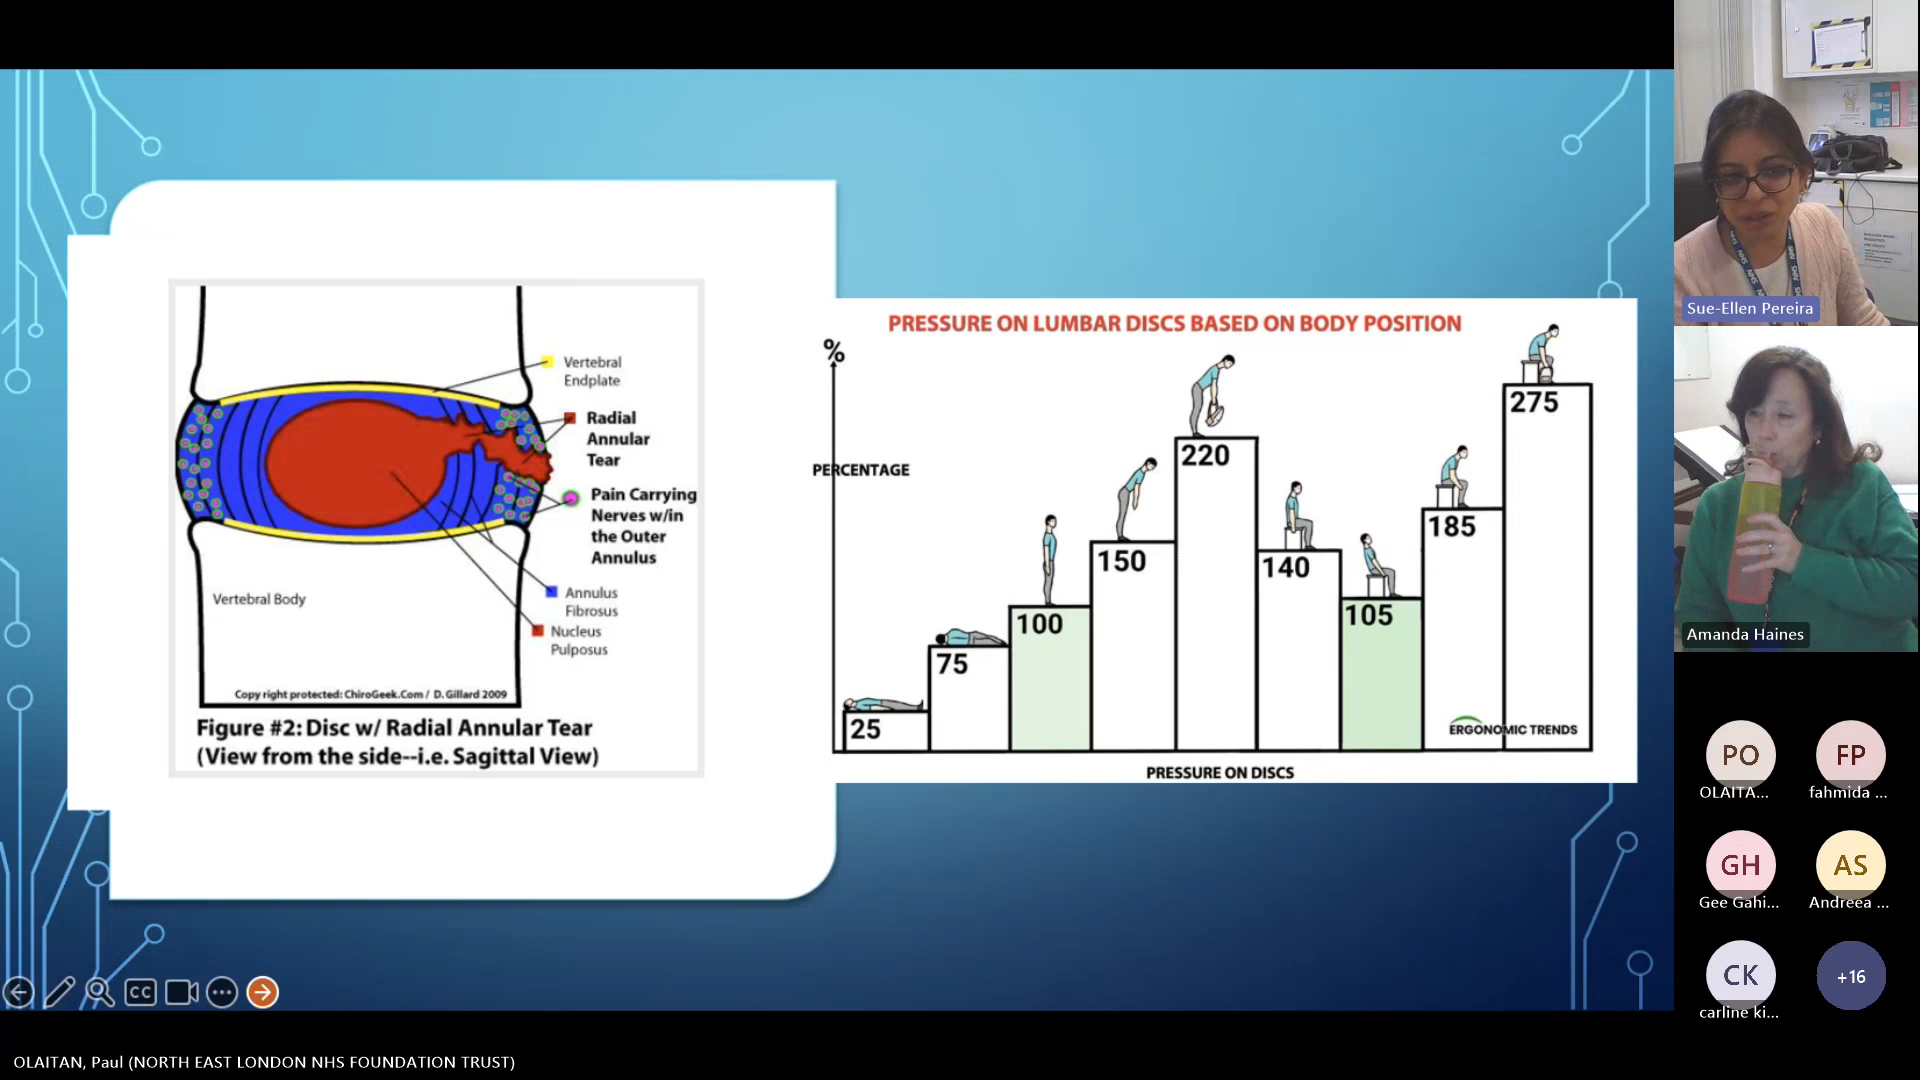 Vertebral
Endplate
Radial
Annular
Tear
Pain Carrying
Nerves w/in
the Outer
Annulus
Annulus
Fibrosus
Nucleus
Pulposus
Vertebral Body
Copy right protected: ChiroGeek.Com / D. Gillard 2009
Figure #2: Disc w/ Radial Annular Tear
(View from the side--i.e. Sagittal View)
PRESSURE ON LUMBAR DISCS BASED ON BODY POSITION
%
PERCENTAGE
25
75
100
150
220
140
105
185
275
ERGONOMIC TRENDS
PRESSURE ON DISCS
CC
NHS
NHS
NHS
Sue-Ellen Pereira
Amanda Haines
PO
OLAITA...
FP
fahmida ...
GH
Gee Gahi...
AS
Andreea ...
CK
carline ki...
+16
OLAITAN, Paul (NORTH EAST LONDON NHS FOUNDATION TRUST)